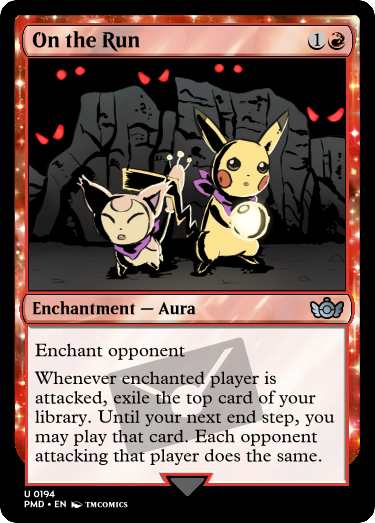 On the Run 1
Enchantment — Aura
Enchant opponent
Whenever enchanted player is
attacked, exile the top card of your
library. Until your next end step, you
may play that card. Each opponent
attacking that player does the same.
U 0194
PMD • EN TMCOMICS